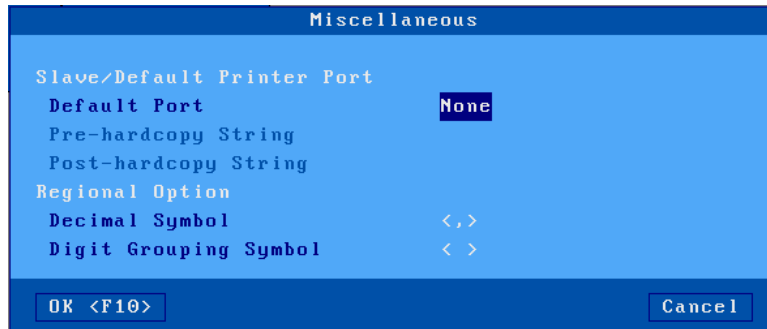 Miscellaneous
Slave/Default Printer Port
Default Port None
Pre-hardcopy String
Post-hardcopy String
Regional Option
Decimal Symbol <,>
Digit Grouping Symbol < >
OK <F10> Cancel